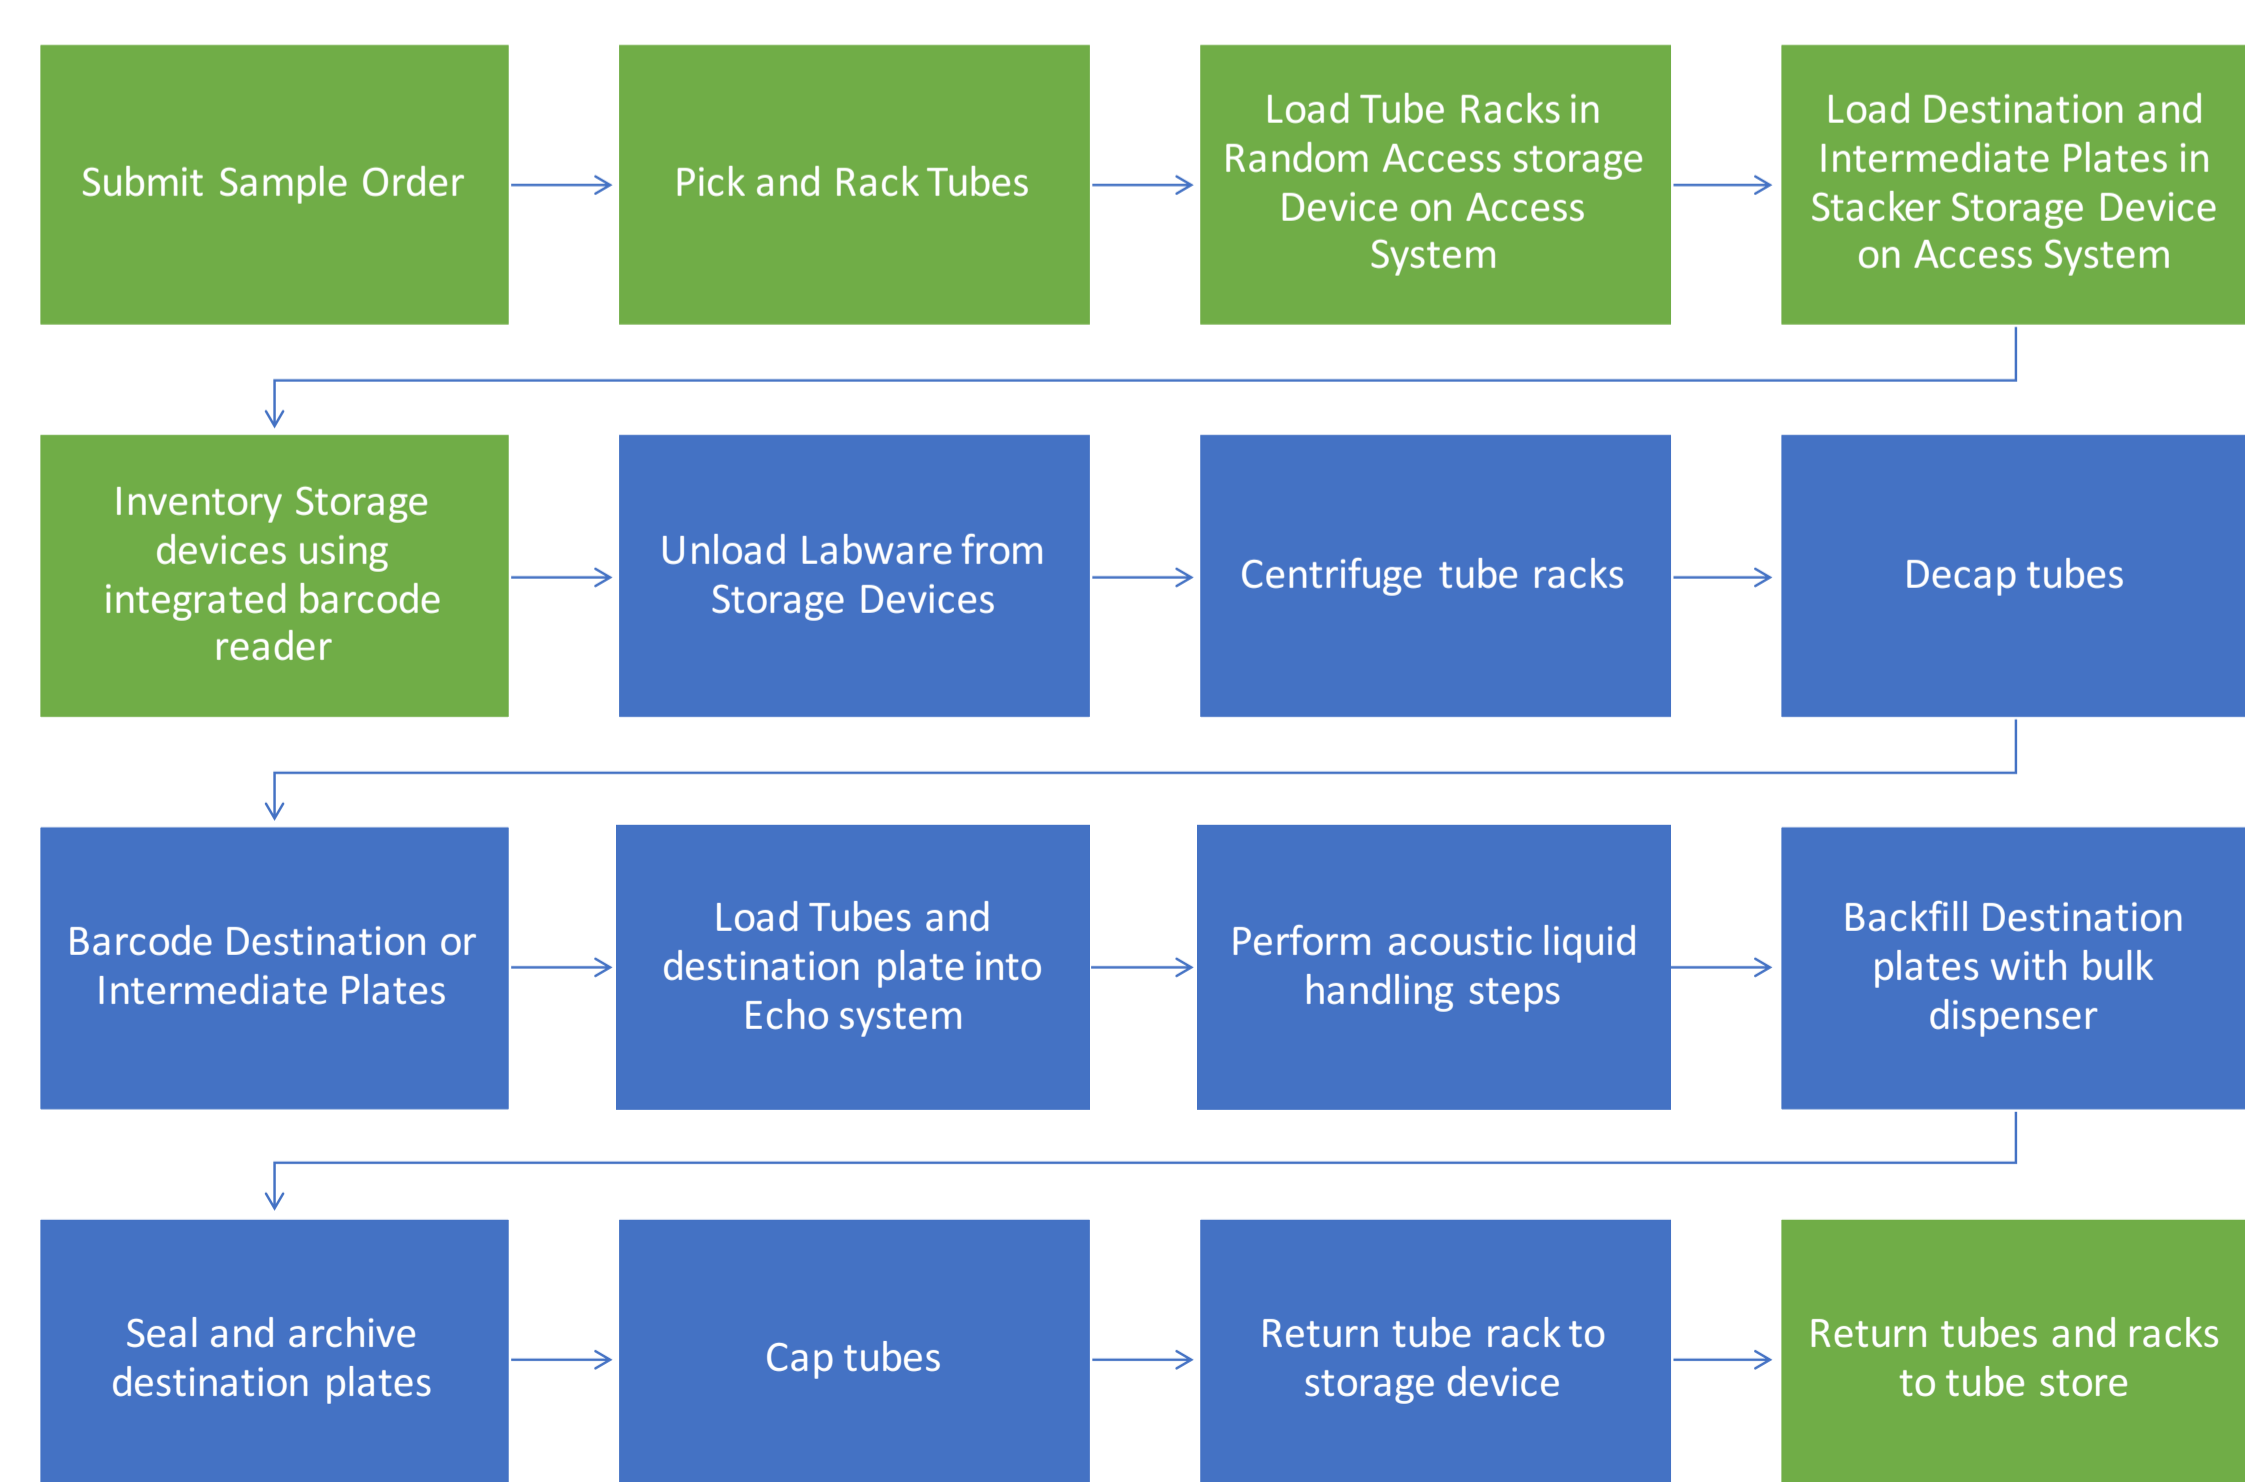 Submit Sample Order
Pick and Rack Tubes
Load Tube Racks in
Random Access storage
Device on Access
System
Load Destination and
Intermediate Plates in
Stacker Storage Device
on Access System
Inventory Storage
devices using
integrated barcode
reader
Unload Labware from
Storage Devices
Centrifuge tube racks
Decap tubes
Barcode Destination or
Intermediate Plates
Load Tubes and
destination plate into
Echo system
Perform acoustic liquid
handling steps
Backfill Destination
plates with bulk
dispenser
Seal and archive
destination plates
Cap tubes
Return tube rack to
storage device
Return tubes and racks
to tube store